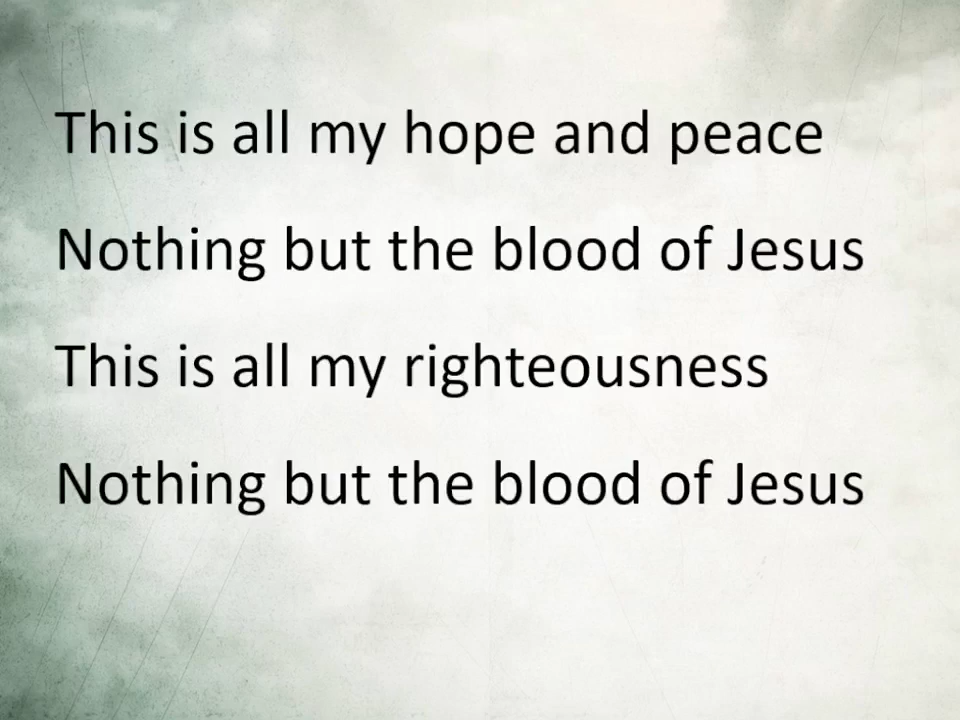 This is all my hope and peace
Nothing but the blood of Jesus
This is all my righteousness
Nothing but the blood of Jesus